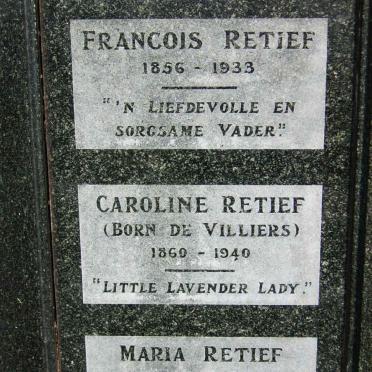 FRANCOIS RETIEF
1856 - 1933
"'N LIEFDEVOLLE EN
SORGSAME VADER."
CAROLINE RETIEF
(BORN DE VILLIERS)
1860 - 1940
"LITTLE LAVENDER LADY."
MARIA RETIEF